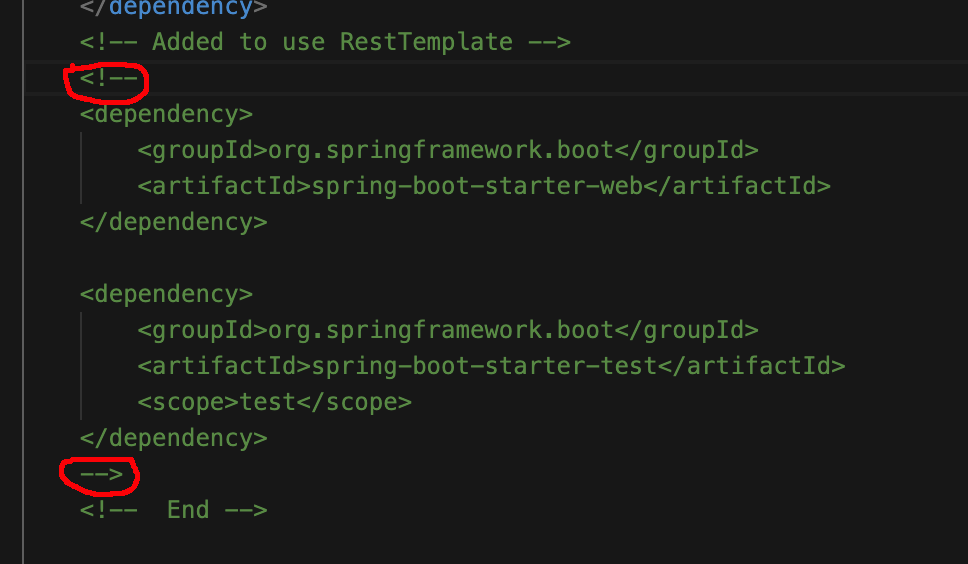 </dependency>
<!-- Added to use RestTemplate -->
<!--
<dependency>
<groupId>org.springframework.boot</groupId>
<artifactId>spring-boot-starter-web</artifactId>
</dependency>
<dependency>
<groupId>org.springframework.boot</groupId>
<artifactId>spring-boot-starter-test</artifactId>
<scope>test</scope>
</dependency>
-->
<!--  End -->